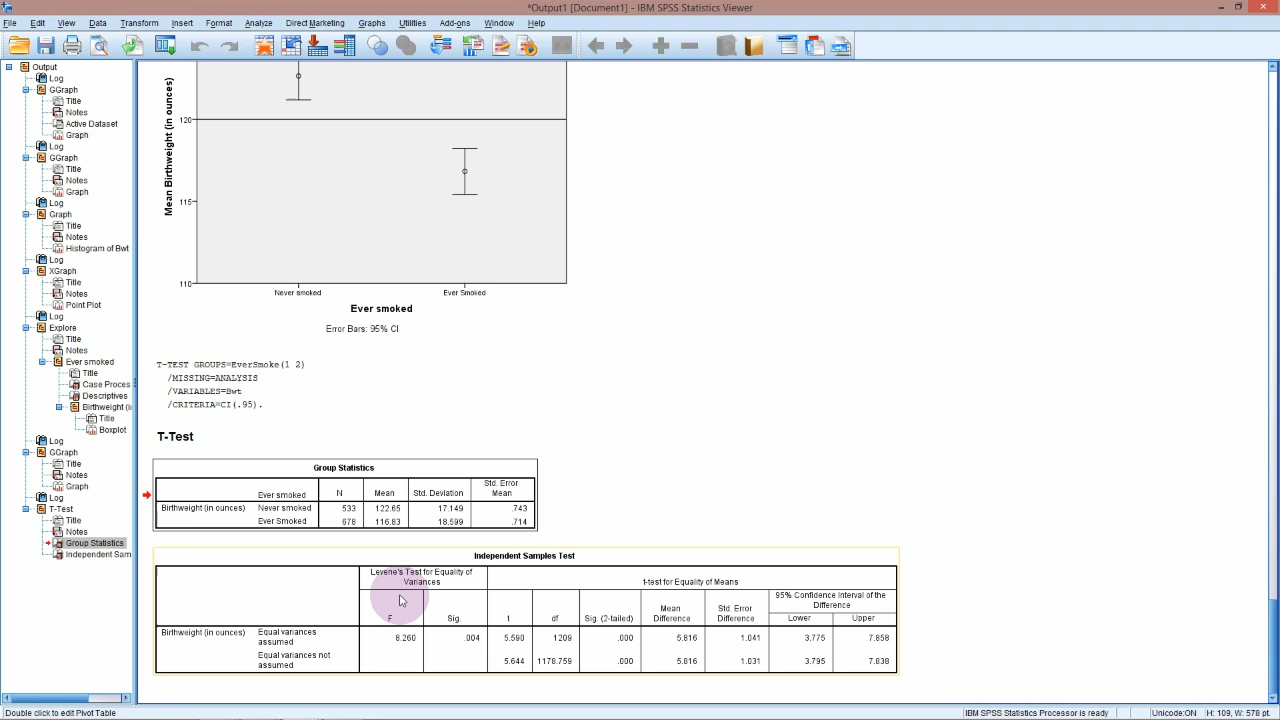 *Output1 [Document1] - IBM SPSS Statistics Viewer
File Edit View Data Transform Insert Format Analyze Direct Marketing Graphs Utilities Add-ons Window Help
Output
Log
GGraph
Title
Notes
Active Dataset
Graph
Log
GGraph
Title
Notes
Graph
Log
Graph
Title
Notes
Histogram of Bwt
Log
XGraph
Title
Notes
Point Plot
Log
Explore
Title
Notes
Ever smoked
Title
Case Proces
Descriptives
Birthweight (i
Title
Boxplot
Log
GGraph
Title
Notes
Graph
Log
T-Test
Title
Notes
Group Statistics
Independent Sam
Mean Birthweight (in ounces)
120
115
110
Never smoked Ever Smoked
Ever smoked
Error Bars: 95% CI
T-TEST GROUPS=EverSmoke(1 2)
/MISSING=ANALYSIS
/VARIABLES=Bwt
/CRITERIA=CI(.95).
T-Test
Group Statistics
Ever smoked N Mean Std. Deviation Std. Error Mean
Birthweight (in ounces) Never smoked 533 122.65 17.149 .743
Ever Smoked 678 116.83 18.599 .714
Independent Samples Test
Levene's Test for Equality of Variances t-test for Equality of Means
95% Confidence Interval of the Difference
F Sig. t df Sig. (2-tailed) Mean Difference Std. Error Difference Lower Upper
Birthweight (in ounces) Equal variances assumed 8.260 .004 5.590 1209 .000 5.816 1.041 3.775 7.858
Equal variances not assumed 5.644 1178.759 .000 5.816 1.031 3.795 7.838
Double click to edit Pivot Table IBM SPSS Statistics Processor is ready Unicode:ON H: 109, W: 578 pt.